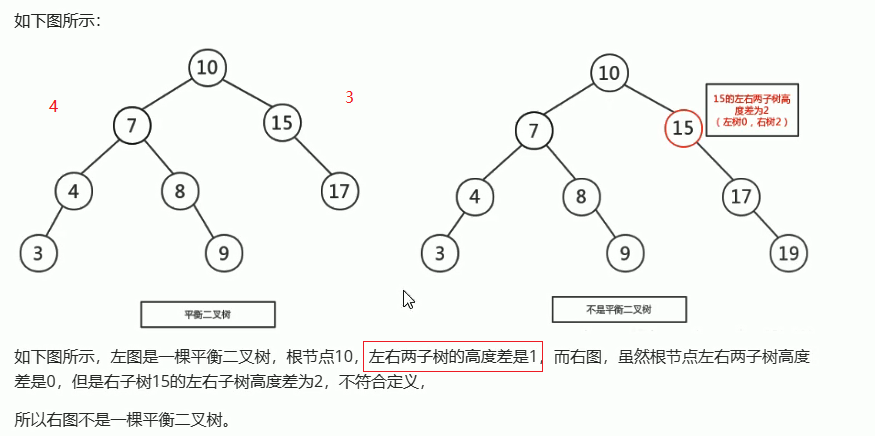 如下图所示：
10
10
4
3
7
15
7
15
15的左右两子树高
度差为2
（左树0，右树2）
4
8
17
4
8
17
3
9
3
9
19
平衡二叉树
不是平衡二叉树
如下图所示，左图是一棵平衡二叉树，根节点10，左右两子树的高度差是1，而右图，虽然根节点左右两子树高度
差是0，但是右子树15的左右子树高度差为2，不符合定义，
所以右图不是一棵平衡二叉树。